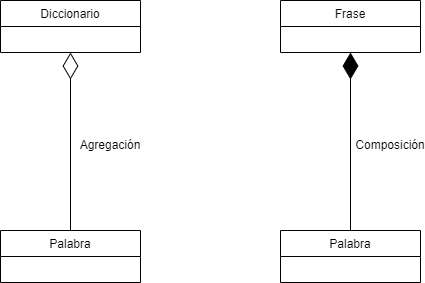 Diccionario
Frase
Agregación
Composición
Palabra
Palabra